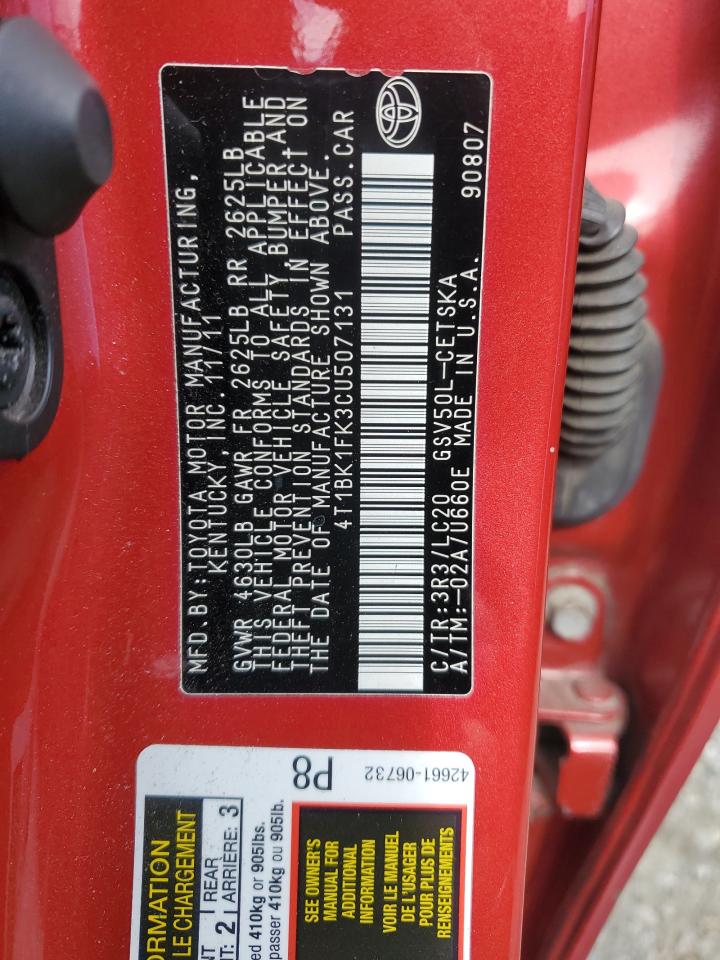 MFD.BY:TOYOTA MOTOR MANUFACTURING,
KENTUCKY, INC. 11/11
GVWR 4630LB GAWR FR 2625LB RR 2625LB
THIS VEHICLE CONFORMS TO ALL APPLICABLE
FEDERAL MOTOR VEHICLE SAFETY, BUMPER, AND
THEFT PREVENTION STANDARDS IN EFFECT ON
THE DATE OF MANUFACTURE SHOWN ABOVE.
4T1BK1FK3CU507131 PASS.CAR
C/TR:3R3/LC20 GSV50L-CETSKA
A/TM:-02A/U660E MADE IN U.S.A. 90807
P8
42661-06732
ORMATION
LE CHARGEMENT
NT REAR
NT: 2 ARRIÈRE: 3
ed 410kg or 905lbs.
passer 410kg ou 905lb.
SEE OWNER'S
MANUAL FOR
ADDITIONAL
INFORMATION
VOIR LE MANUEL
DE L'USAGER
POUR PLUS DE
RENSEIGNEMENTS